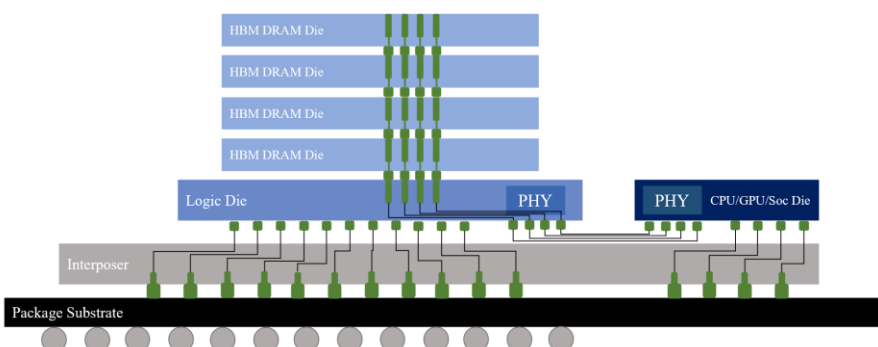 HBM DRAM Die
HBM DRAM Die
HBM DRAM Die
HBM DRAM Die
Logic Die
PHY
PHY
CPU/GPU/Soc Die
Interposer
Package Substrate